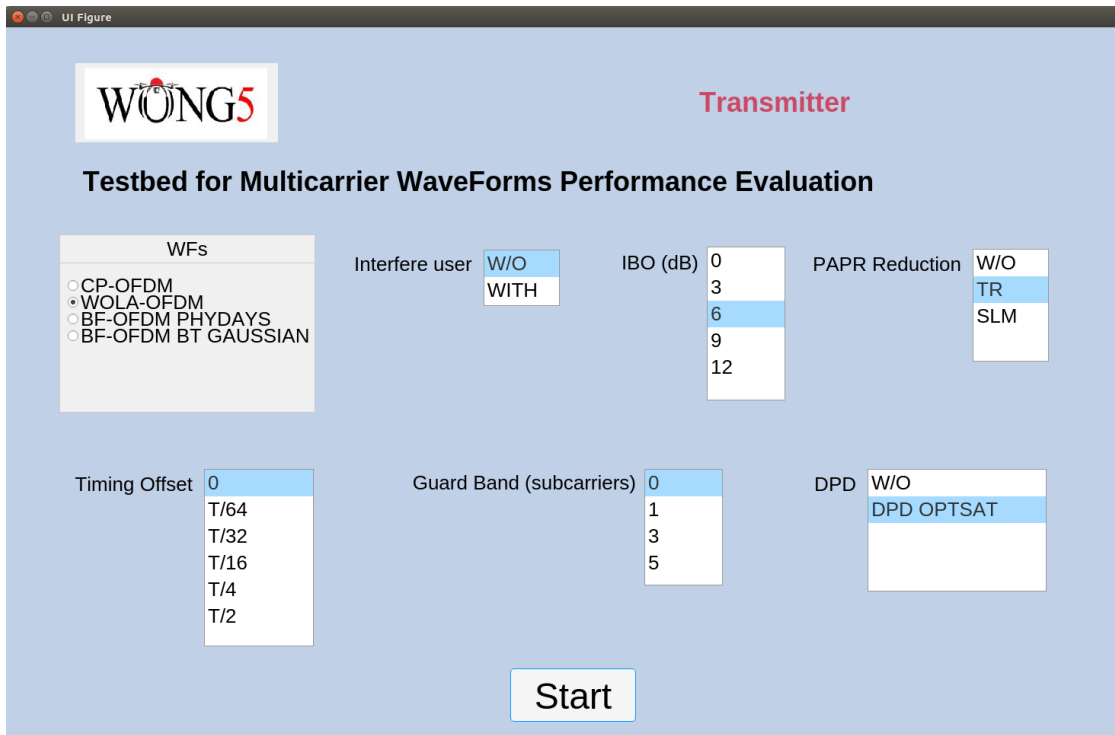 UI Figure
WONG5
Transmitter
Testbed for Multicarrier WaveForms Performance Evaluation
WFs
CP-OFDM
WOLA-OFDM
BF-OFDM PHYDAYS
BF-OFDM BT GAUSSIAN
Interfere user
W/O
WITH
IBO (dB)
0
3
6
9
12
PAPR Reduction
W/O
TR
SLM
Timing Offset
0
T/64
T/32
T/16
T/4
T/2
Guard Band (subcarriers)
0
1
3
5
DPD
W/O
DPD OPTSAT
Start